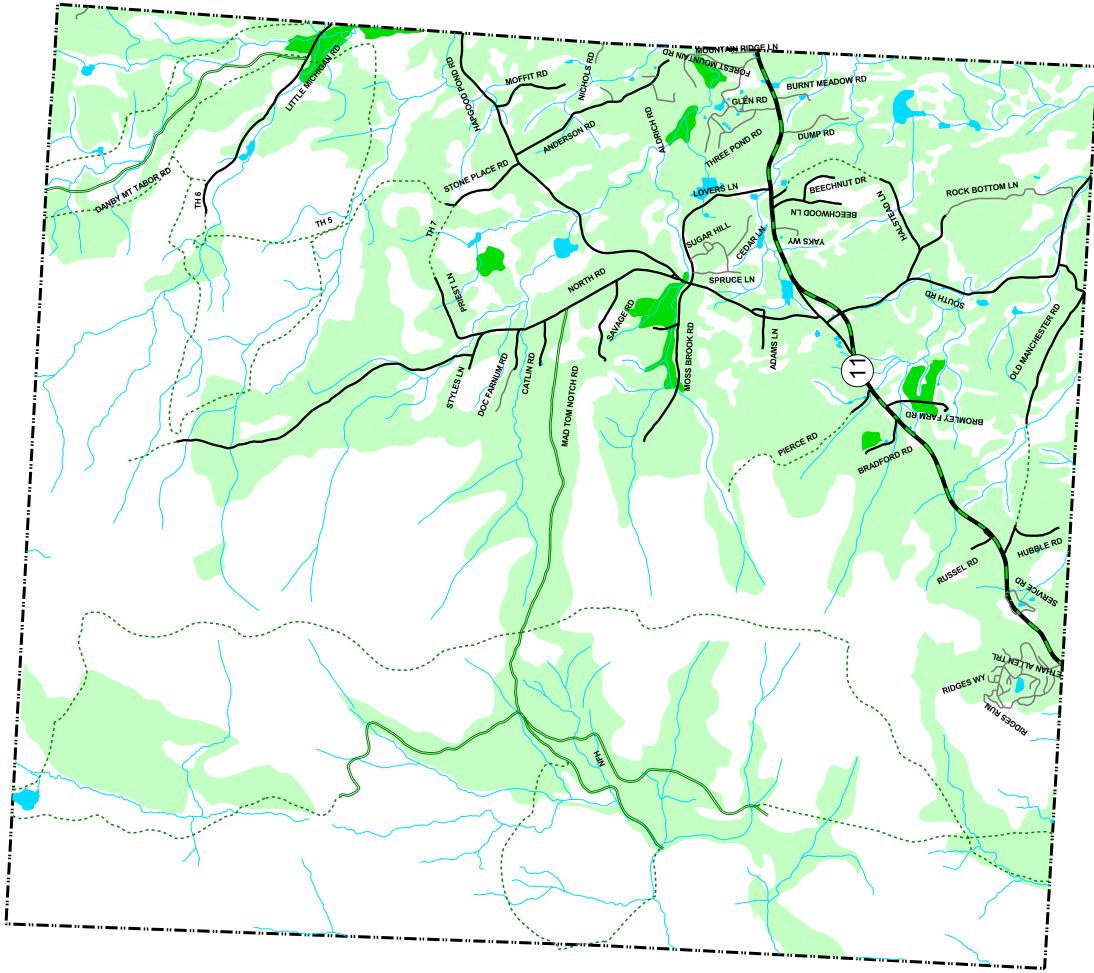 MOUNTAIN RIDGE LN
FOREST MOUNTAIN RD
LITTLE MICHIGAN RD
HAPGOOD POND RD
MOFFIT RD
NICHOLS RD
BURNT MEADOW RD
GLEN RD
ALDRICH RD
ANDERSON RD
THREE POND RD
DUMP RD
DANBY MT TABOR RD
TH 6
STONE PLACE RD
LOVERS LN
BEECHNUT DR
ROCK BOTTOM LN
BEECHWOOD LN
HALSTEAD LN
TH 5
TH 7
SUGAR HILL
CEDAR LN
YAKS WY
PRIEST LN
NORTH RD
SPRUCE LN
SOUTH RD
SAVAGE RD
OLD MANCHESTER RD
ADAMS LN
MOSS BROOK RD
STYLES LN
DOC FARNUM RD
CATLIN RD
11
MAD TOM NOTCH RD
BROMLEY FARM RD
PIERCE RD
BRADFORD RD
HUBBLE RD
RUSSEL RD
SERVICE RD
ETHAN ALLEN TRL
RIDGES WY
RIDGES RUN
NFH